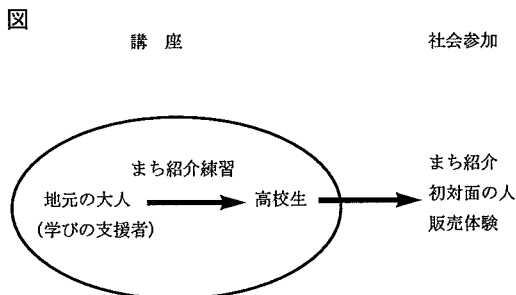 図
講 座
社会参加
まち紹介練習
地元の大人
高校生
(学びの支援者)
まち紹介
初対面の人
販売体験